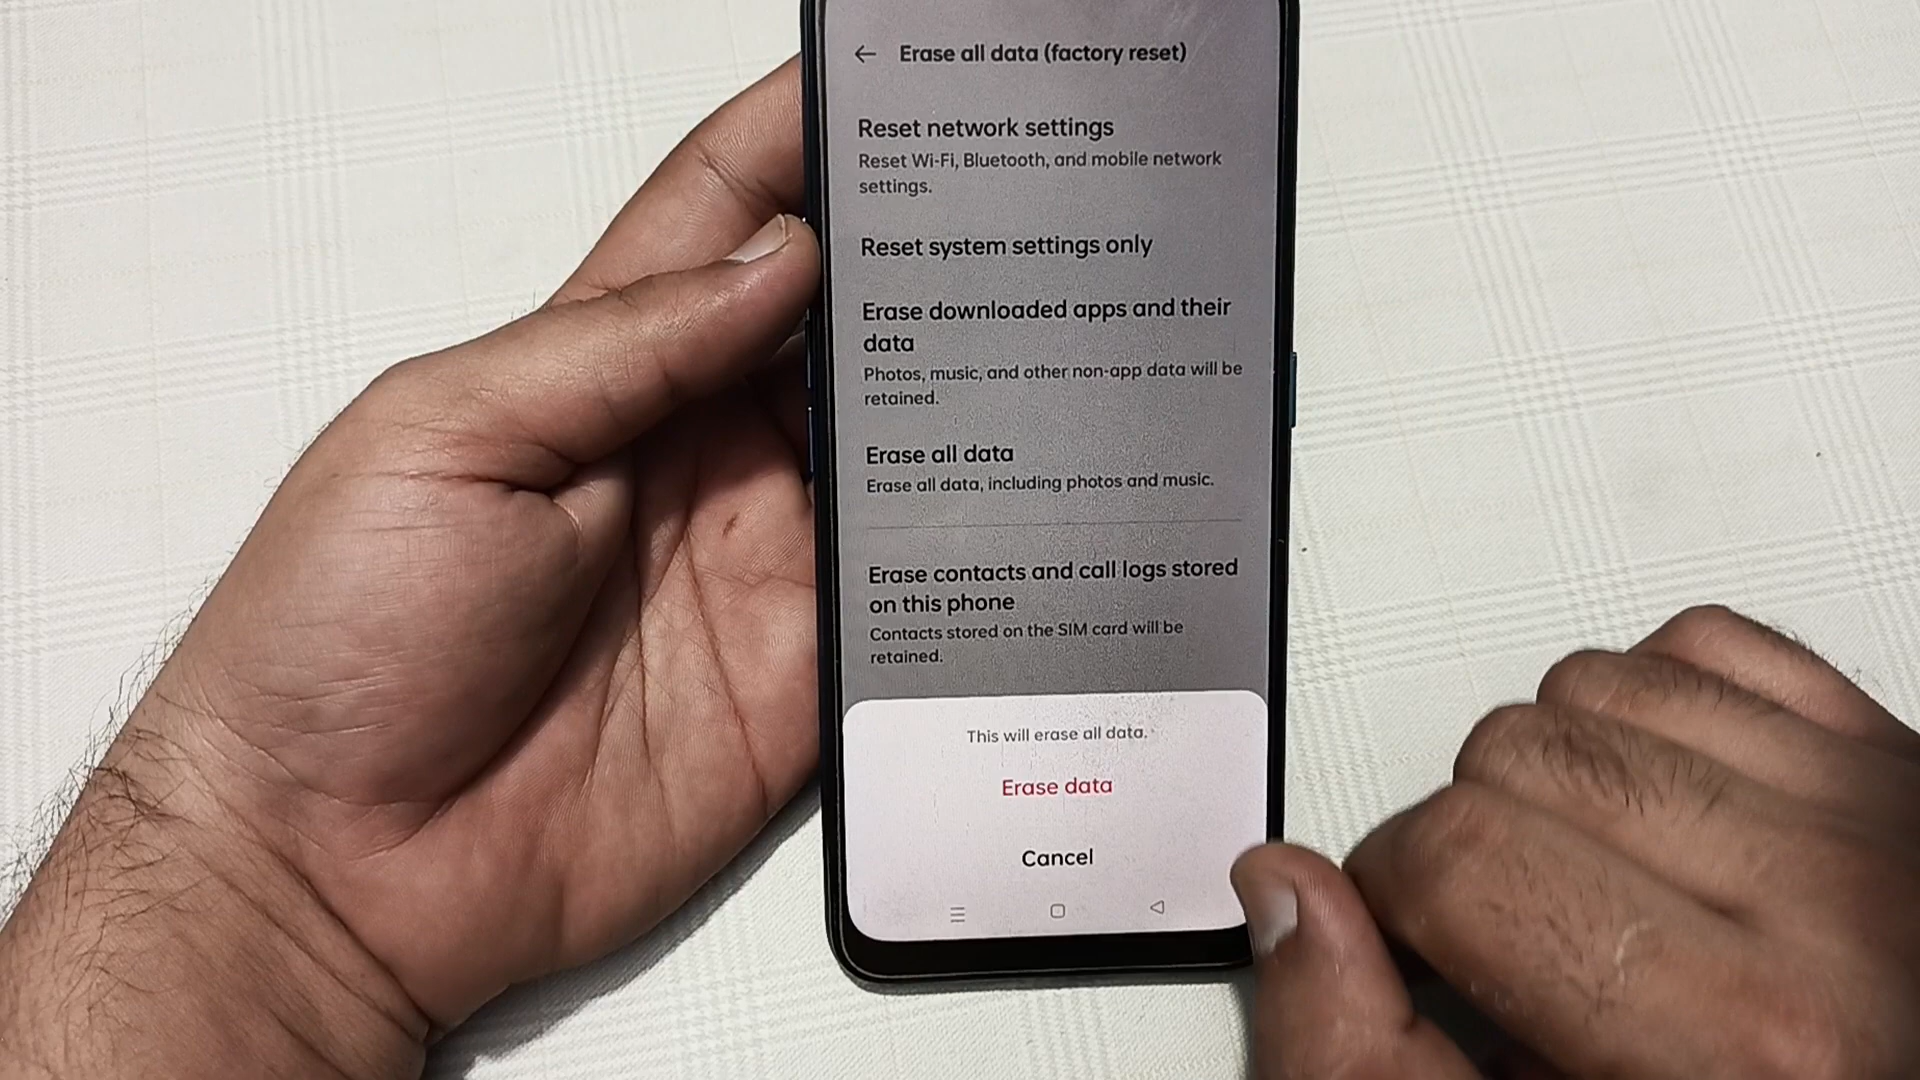 Erase all data (factory reset)
Reset network settings
Reset Wi-Fi, Bluetooth, and mobile network
settings.
Reset system settings only
Erase downloaded apps and their
data
Photos, music, and other non-app data will be
retained.
Erase all data
Erase all data, including photos and music.
Erase contacts and call logs stored
on this phone
Contacts stored on the SIM card will be
retained.
This will erase all data.
Erase data
Cancel